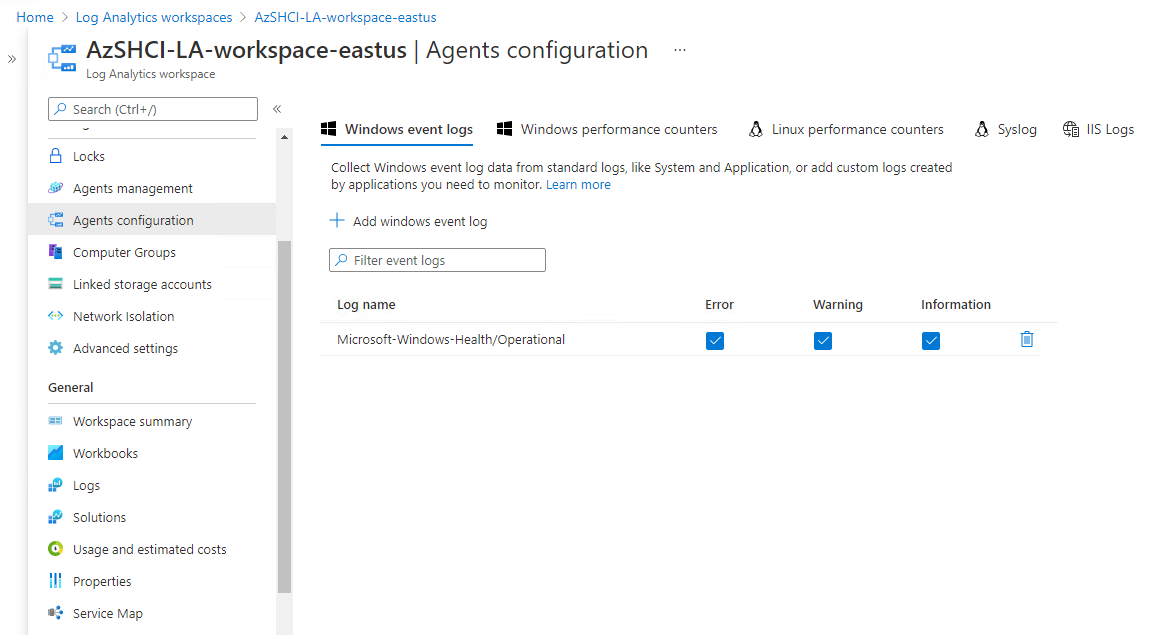 Home > Log Analytics workspaces > AzSHCI-LA-workspace-eastus
AzSHCI-LA-workspace-eastus | Agents configuration ...
Log Analytics workspace
Search (Ctrl+/)
Locks
Agents management
Agents configuration
Computer Groups
Linked storage accounts
Network Isolation
Advanced settings
General
Workspace summary
Workbooks
Logs
Solutions
Usage and estimated costs
Properties
Service Map
Windows event logs Windows performance counters Linux performance counters Syslog IIS Logs
Collect Windows event log data from standard logs, like System and Application, or add custom logs created
by applications you need to monitor. Learn more
Add windows event log
Filter event logs
Log name Error Warning Information
Microsoft-Windows-Health/Operational